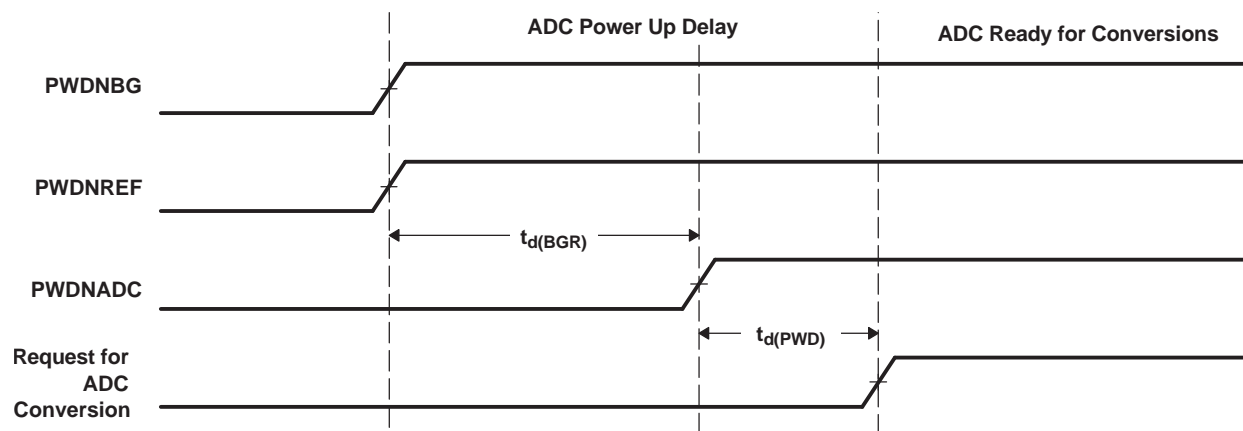 ADC Power Up Delay
ADC Ready for Conversions
PWDNBG
PWDNREF
td(BGR)
PWDNADC
td(PWD)
Request for
ADC
Conversion